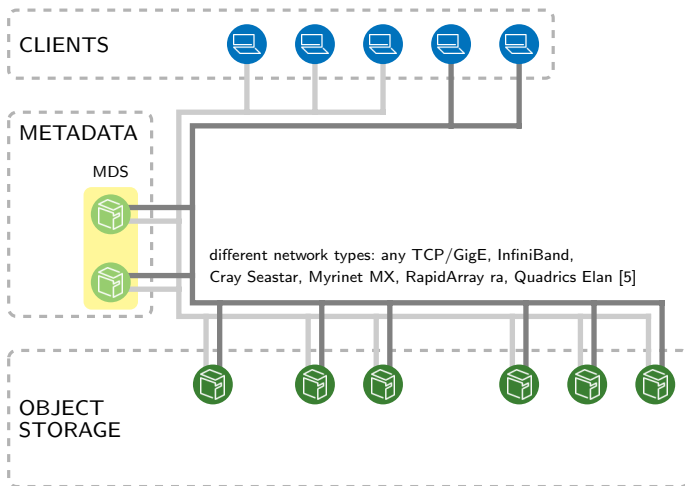 CLIENTS
METADATA
MDS
different network types: any TCP/GigE, InfiniBand,
Cray Seastar, Myrinet MX, RapidArray ra, Quadrics Elan [5]
OBJECT
STORAGE